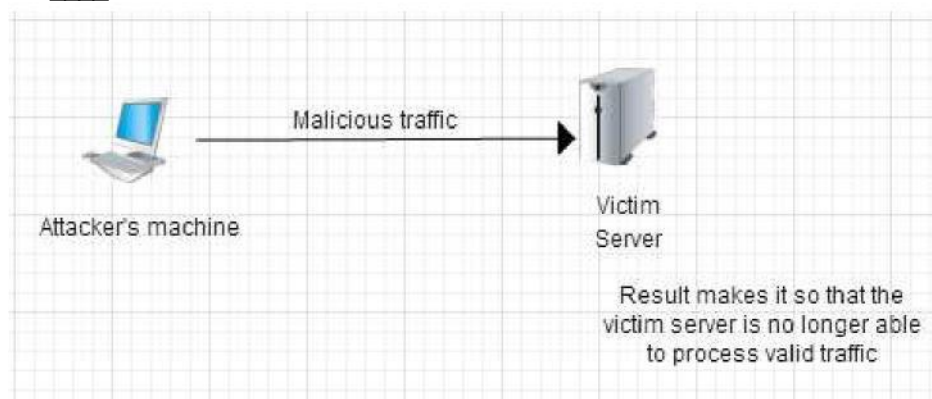 Malicious traffic
Attacker's machine
Victim
Server
Result makes it so that the
victim server is no longer able
to process valid traffic